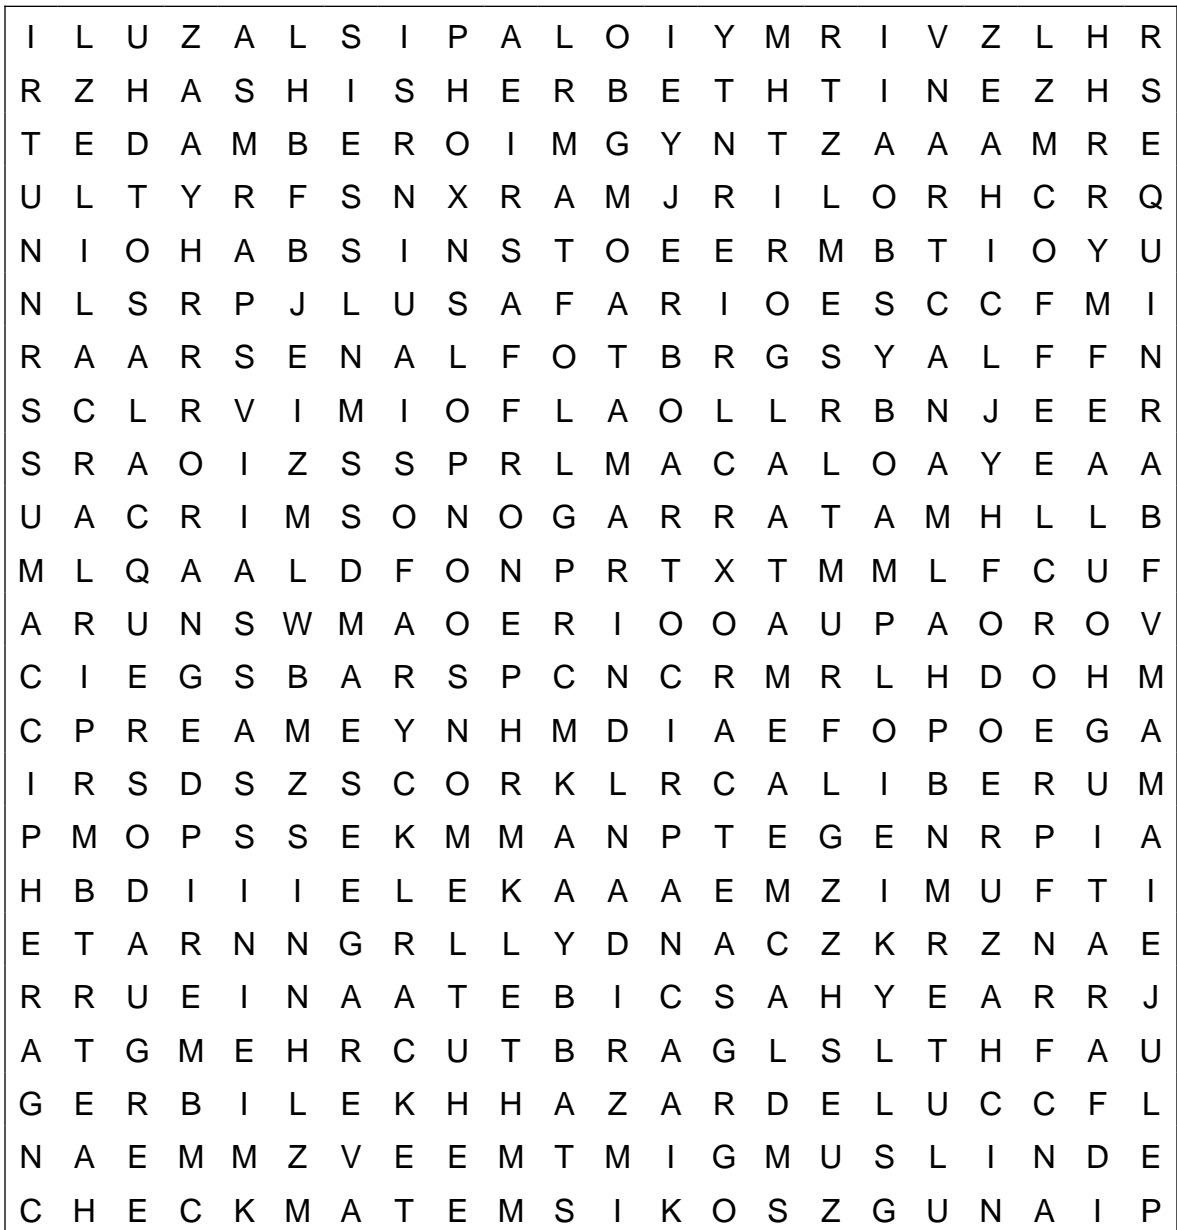 I L U Z A L S I P A L O I Y M R I V Z L H R
R Z H A S H I S H E R B E T H T I N E Z H S
T E D A M B E R O I M G Y N T Z A A A M R E
U L T Y R F S N X R A M J R I L O R H C R Q
N I O H A B S I N S T O E E R M B T I O Y U
N L S R P J L U S A F A R I O E S C C F M I
R A A R S E N A L F O T B R G S Y A L F F N
S C L R V I M I O F L A O L L R B N J E E R
S R A O I Z S S P R L M A C A L O A Y E A A
U A C R I M S O N O G A R R A T A M H L L B
M L Q A A L D F O N P R T X T M M L F C U F
A R U N S W M A O E R I O O A U P A O R O V
C I E G S B A R S P C N C R M R L H D O H M
C P R E A M E Y N H M D I A E F O P O E G A
I R S D S Z S C O R K L R C A L I B E R U M
P M O P S S E K M M A N P T E G E N R P I A
H B D I I I E L E K A A A E M Z I M U F T I
E T A R N N G R L L Y D N A C Z K R Z N A E
R R U E I N A A T E B I C S A H Y E A R R J
A T G M E H R C U T B R A G L S L T H F A U
G E R B I L E K H H A Z A R D E L U C C F L
N A E M M Z V E E M T M I G M U S L I N D E
C H E C K M A T E M S I K O S Z G U N A I P